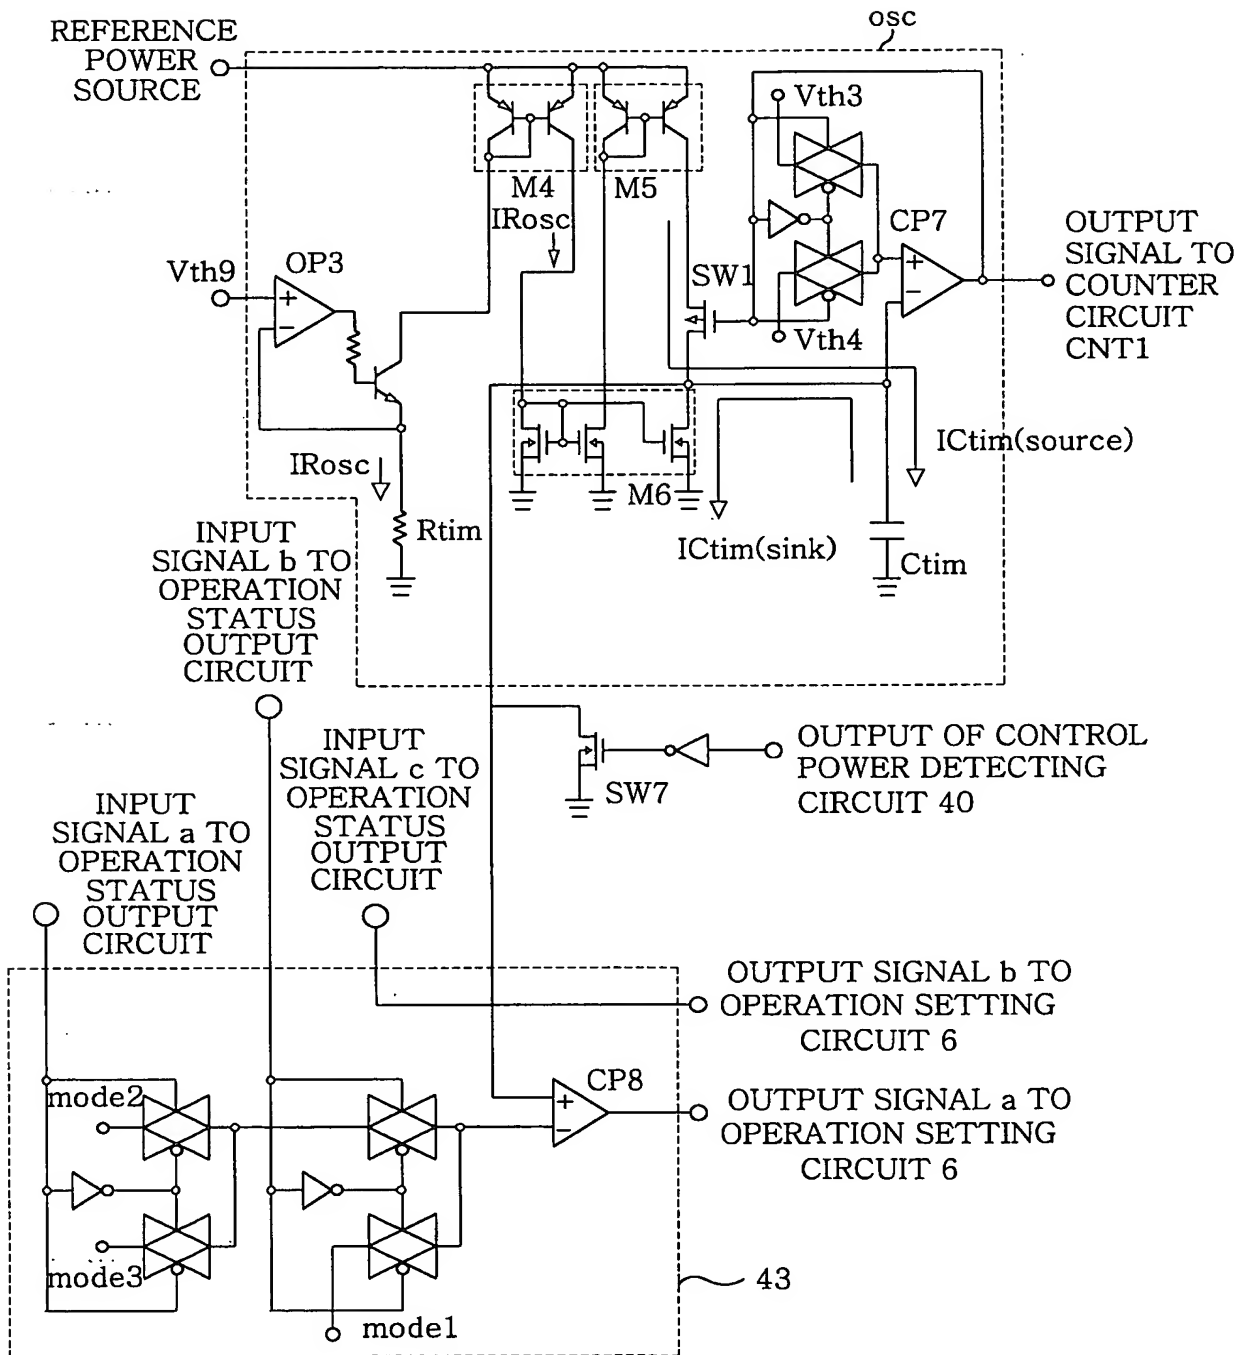 osc
REFERENCE
POWER
SOURCE
Vth3
M4
M5
IRosc
CP7
OUTPUT
SIGNAL TO
COUNTER
CIRCUIT
CNT1
Vth9
OP3
+
−
SW1
+
−
Vth4
ICtim(source)
IRosc
M6
Rtim
ICtim(sink)
Ctim
INPUT
SIGNAL b TO
OPERATION
STATUS
OUTPUT
CIRCUIT
INPUT
SIGNAL c TO
OPERATION
STATUS
OUTPUT
CIRCUIT
OUTPUT OF CONTROL
POWER DETECTING
CIRCUIT 40
SW7
INPUT
SIGNAL a TO
OPERATION
STATUS
OUTPUT
CIRCUIT
OUTPUT SIGNAL b TO
OPERATION SETTING
CIRCUIT 6
mode2
CP8
+
−
OUTPUT SIGNAL a TO
OPERATION SETTING
CIRCUIT 6
mode3
mode1
43